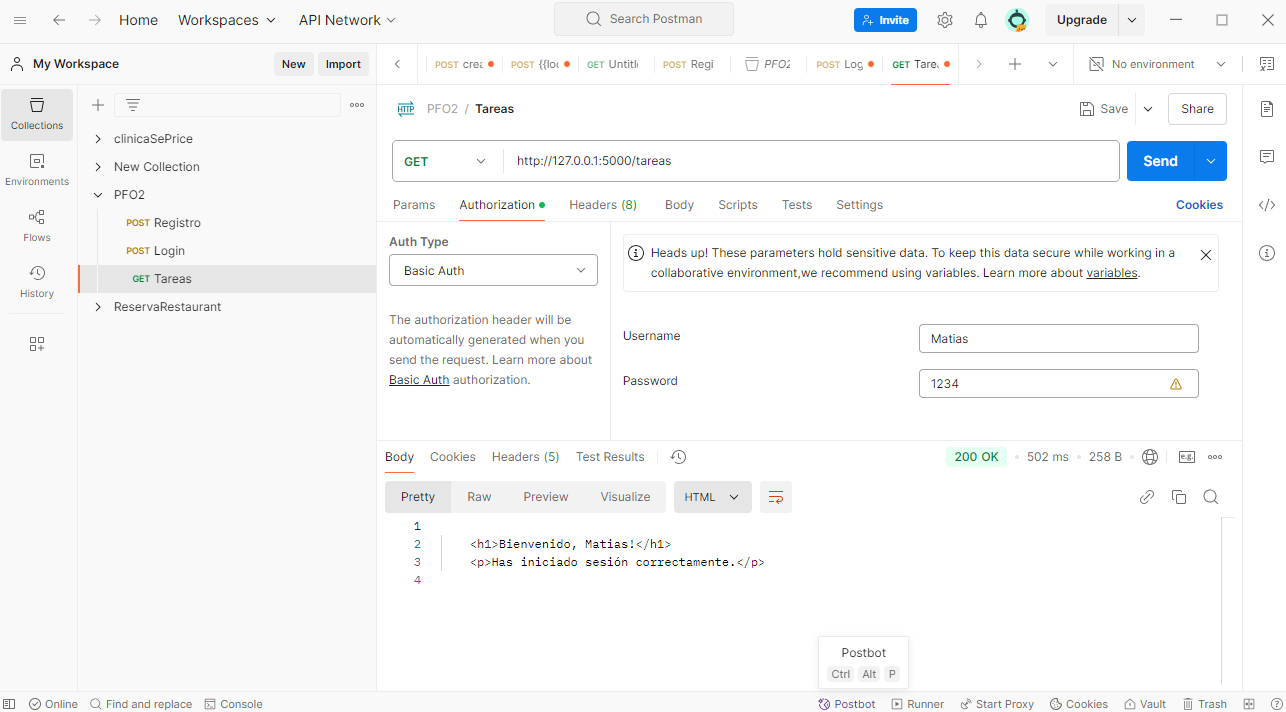 Home Workspaces API Network Search Postman Invite Upgrade
My Workspace New Import POST crea POST {{loc GET Untitle POST Regi PFO2 POST Log GET Tarea No environment
Collections
Environments
Flows
History
clinicaSePrice
New Collection
PFO2
POST Registro
POST Login
GET Tareas
ReservaRestaurant
HTTP PFO2 / Tareas Save Share
GET http://127.0.0.1:5000/tareas Send
Params Authorization Headers (8) Body Scripts Tests Settings Cookies
Auth Type
Basic Auth
The authorization header will be
automatically generated when you
send the request. Learn more about
Basic Auth authorization.
Heads up! These parameters hold sensitive data. To keep this data secure while working in a
collaborative environment,we recommend using variables. Learn more about variables.
Username Matias
Password 1234
Body Cookies Headers (5) Test Results 200 OK 502 ms 258 B e.g.
Pretty Raw Preview Visualize HTML
1
2 <h1>Bienvenido, Matias!</h1>
3 <p>Has iniciado sesión correctamente.</p>
4
Postbot
Ctrl Alt P
Online Find and replace Console Postbot Runner Start Proxy Cookies Vault Trash